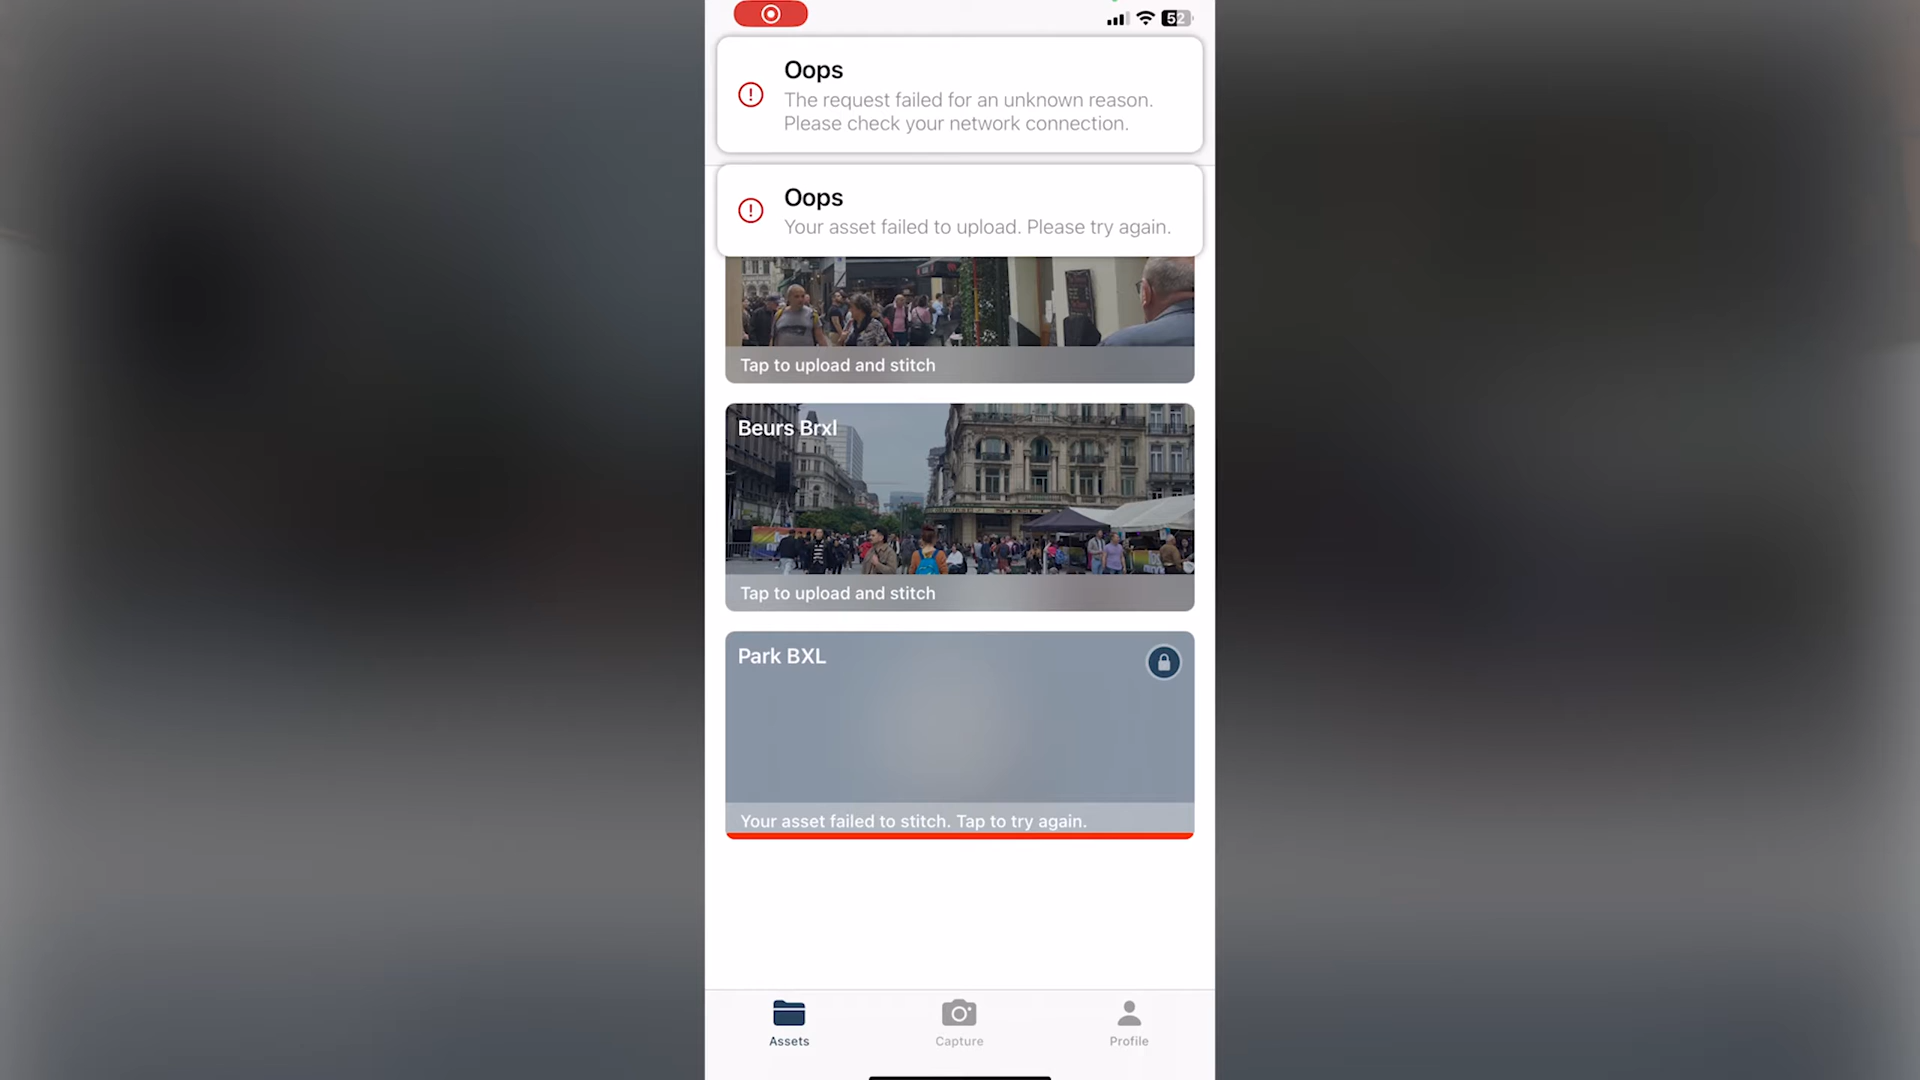 52
Oops
The request failed for an unknown reason.
Please check your network connection.
Oops
Your asset failed to upload. Please try again.
Tap to upload and stitch
Beurs Brxl
Tap to upload and stitch
Park BXL
Your asset failed to stitch. Tap to try again.
Assets
Capture
Profile